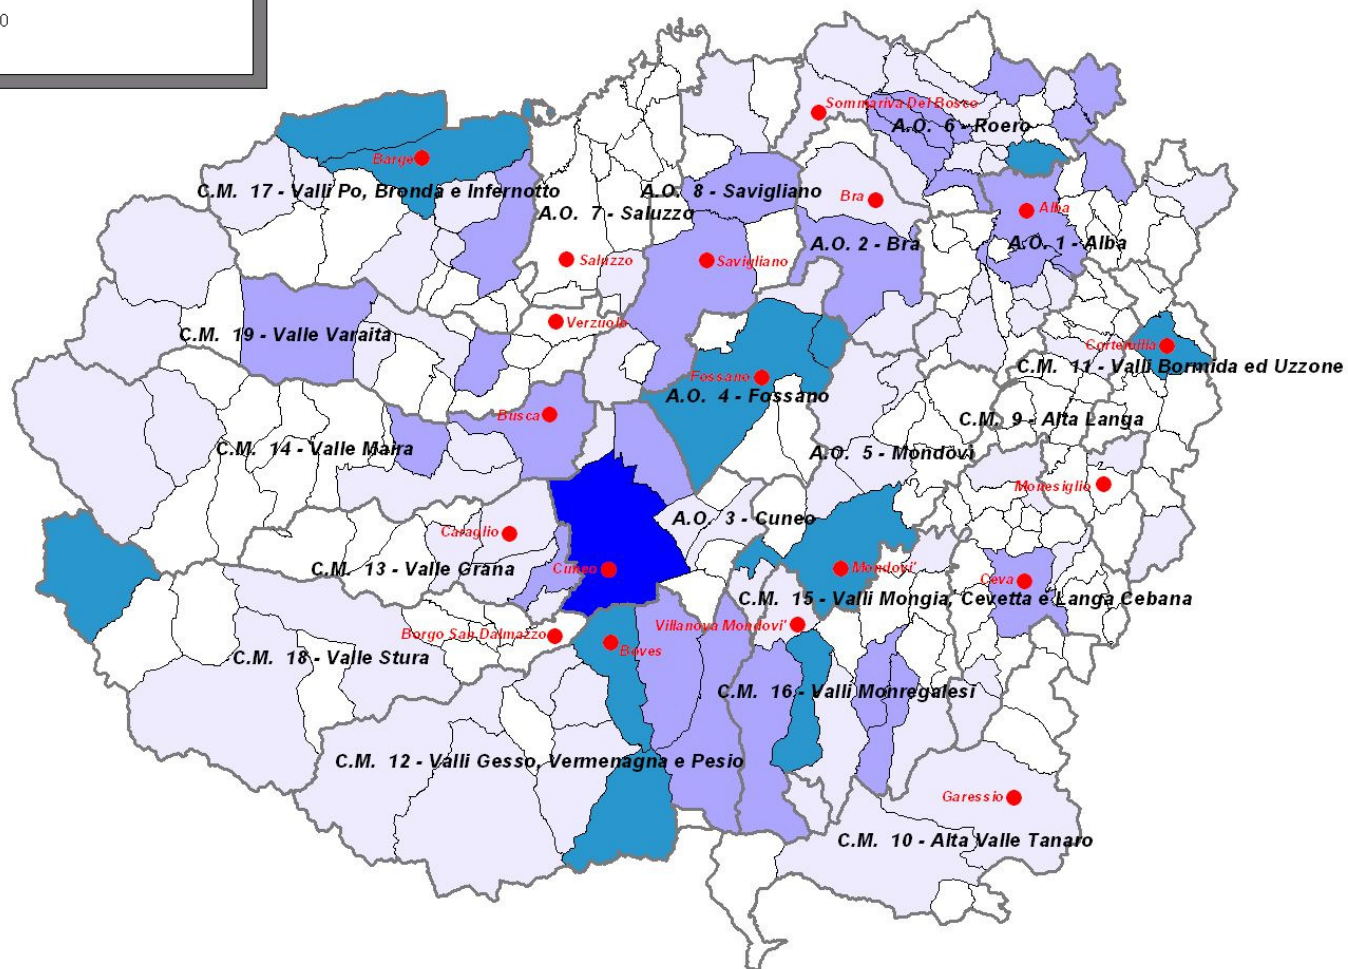 0
Sommariva Del Bosco
A.O. 6 - Roero
Barge
C.M. 17 - Valli Po, Bronda e Infernotto
A.O. 8 - Savigliano
Bra
A.O. 7 - Saluzzo
Alba
A.O. 2 - Bra
A.O. 1 - Alba
Saluzzo
Savigliano
Verzuolo
C.M. 19 - Valle Varaita
Cortemilia
C.M. 11 - Valli Bormida ed Uzzone
Fossano
A.O. 4 - Fossano
Busca
C.M. 9 - Alta Langa
C.M. 14 - Valle Maira
A.O. 5 - Mondovì
Monesiglio
A.O. 3 - Cuneo
Caraglio
C.M. 13 - Valle Grana
Cuneo
Mondovi'
Ceva
C.M. 15 - Valli Mongia, Cevetta e Langa Cebana
Villanova Mondovi'
Borgo San Dalmazzo
Boves
C.M. 18 - Valle Stura
C.M. 16 - Valli Monregalesi
C.M. 12 - Valli Gesso, Vermenagna e Pesio
Garessio
C.M. 10 - Alta Valle Tanaro